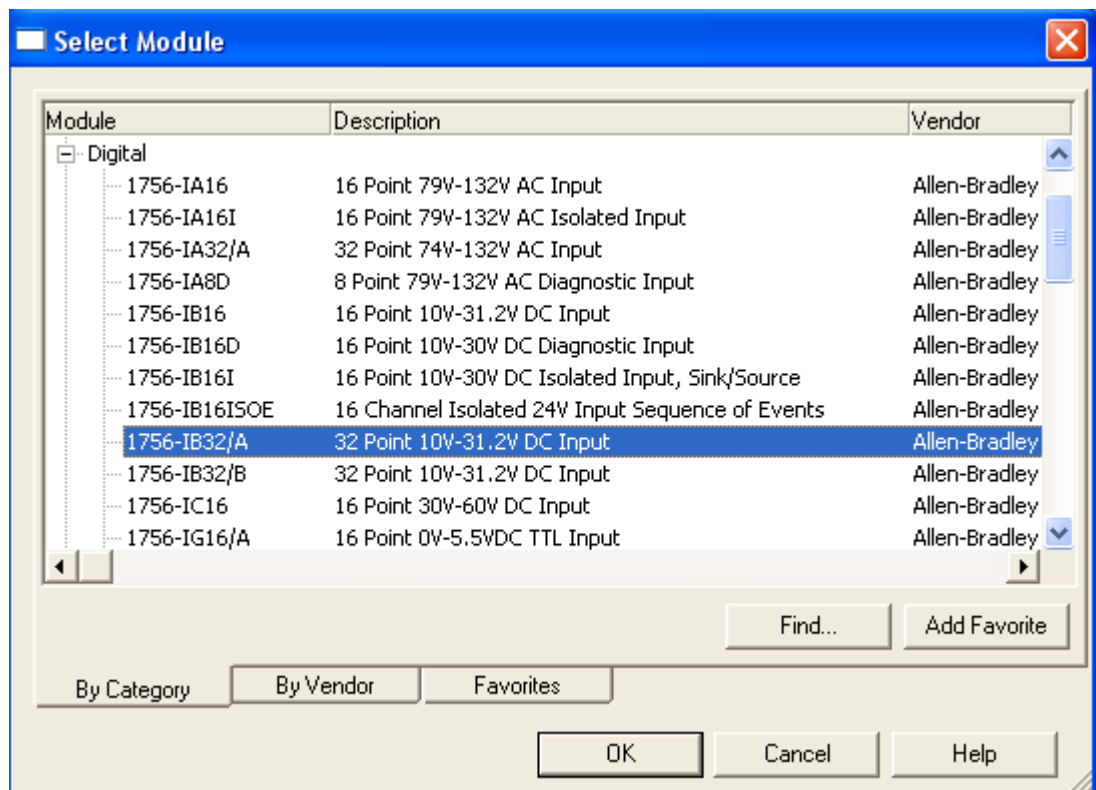 Select Module
Module Description Vendor
Digital
1756-IA16 16 Point 79V-132V AC Input Allen-Bradley
1756-IA16I 16 Point 79V-132V AC Isolated Input Allen-Bradley
1756-IA32/A 32 Point 74V-132V AC Input Allen-Bradley
1756-IA8D 8 Point 79V-132V AC Diagnostic Input Allen-Bradley
1756-IB16 16 Point 10V-31.2V DC Input Allen-Bradley
1756-IB16D 16 Point 10V-30V DC Diagnostic Input Allen-Bradley
1756-IB16I 16 Point 10V-30V DC Isolated Input, Sink/Source Allen-Bradley
1756-IB16ISOE 16 Channel Isolated 24V Input Sequence of Events Allen-Bradley
1756-IB32/A 32 Point 10V-31.2V DC Input Allen-Bradley
1756-IB32/B 32 Point 10V-31.2V DC Input Allen-Bradley
1756-IC16 16 Point 30V-60V DC Input Allen-Bradley
1756-IG16/A 16 Point 0V-5.5VDC TTL Input Allen-Bradley
Find... Add Favorite
By Category By Vendor Favorites
OK Cancel Help